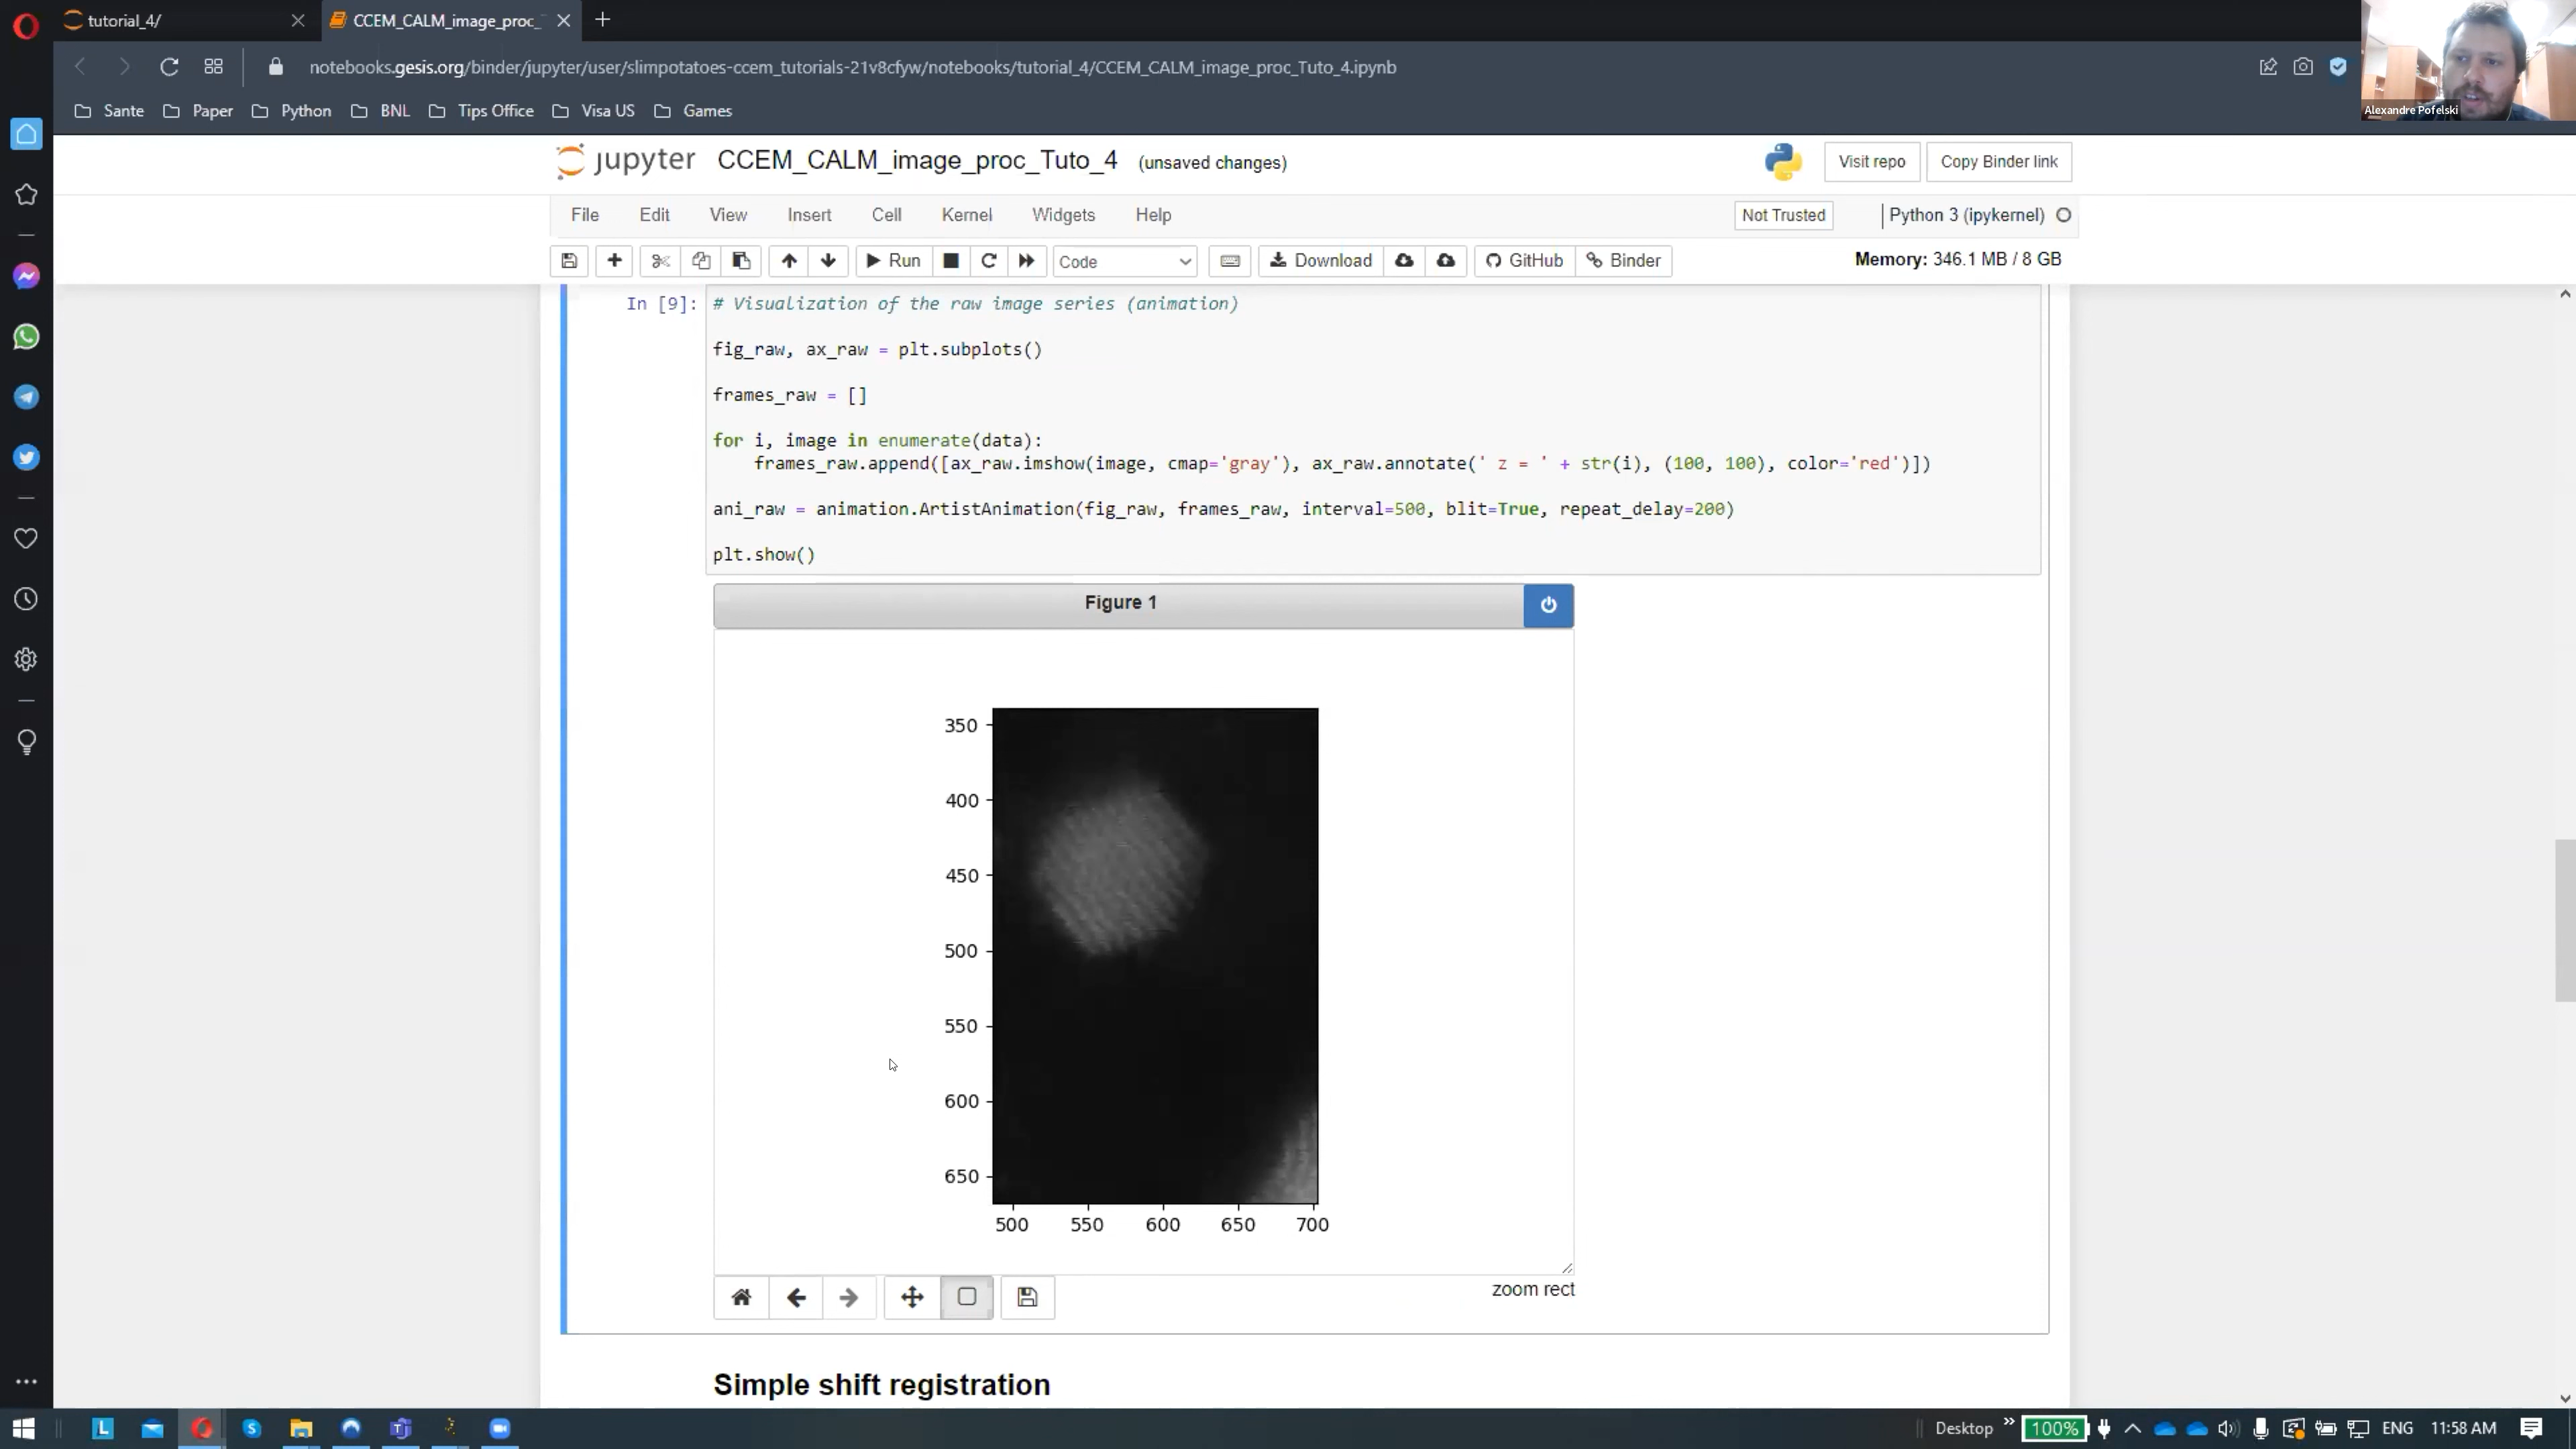 tutorial_4/
CCEM_CALM_image_proc_
notebooks.gesis.org/binder/jupyter/user/slimpotatoes-ccem_tutorials-21v8cfyw/notebooks/tutorial_4/CCEM_CALM_image_proc_Tuto_4.ipynb
Alexandre Pofelski
Sante Paper Python BNL Tips Office Visa US Games
jupyter CCEM_CALM_image_proc_Tuto_4 (unsaved changes) Visit repo Copy Binder link
File Edit View Insert Cell Kernel Widgets Help Not Trusted Python 3 (ipykernel)
Run Code Download GitHub Binder Memory: 346.1 MB / 8 GB
In [9]: # Visualization of the raw image series (animation)
fig_raw, ax_raw = plt.subplots()
frames_raw = []
for i, image in enumerate(data):
frames_raw.append([ax_raw.imshow(image, cmap='gray'), ax_raw.annotate(' z = ' + str(i), (100, 100), color='red')])
ani_raw = animation.ArtistAnimation(fig_raw, frames_raw, interval=500, blit=True, repeat_delay=200)
plt.show()
Figure 1
350
400
450
500
550
600
650
500 550 600 650 700
zoom rect
Simple shift registration
Desktop 100% ENG 11:58 AM